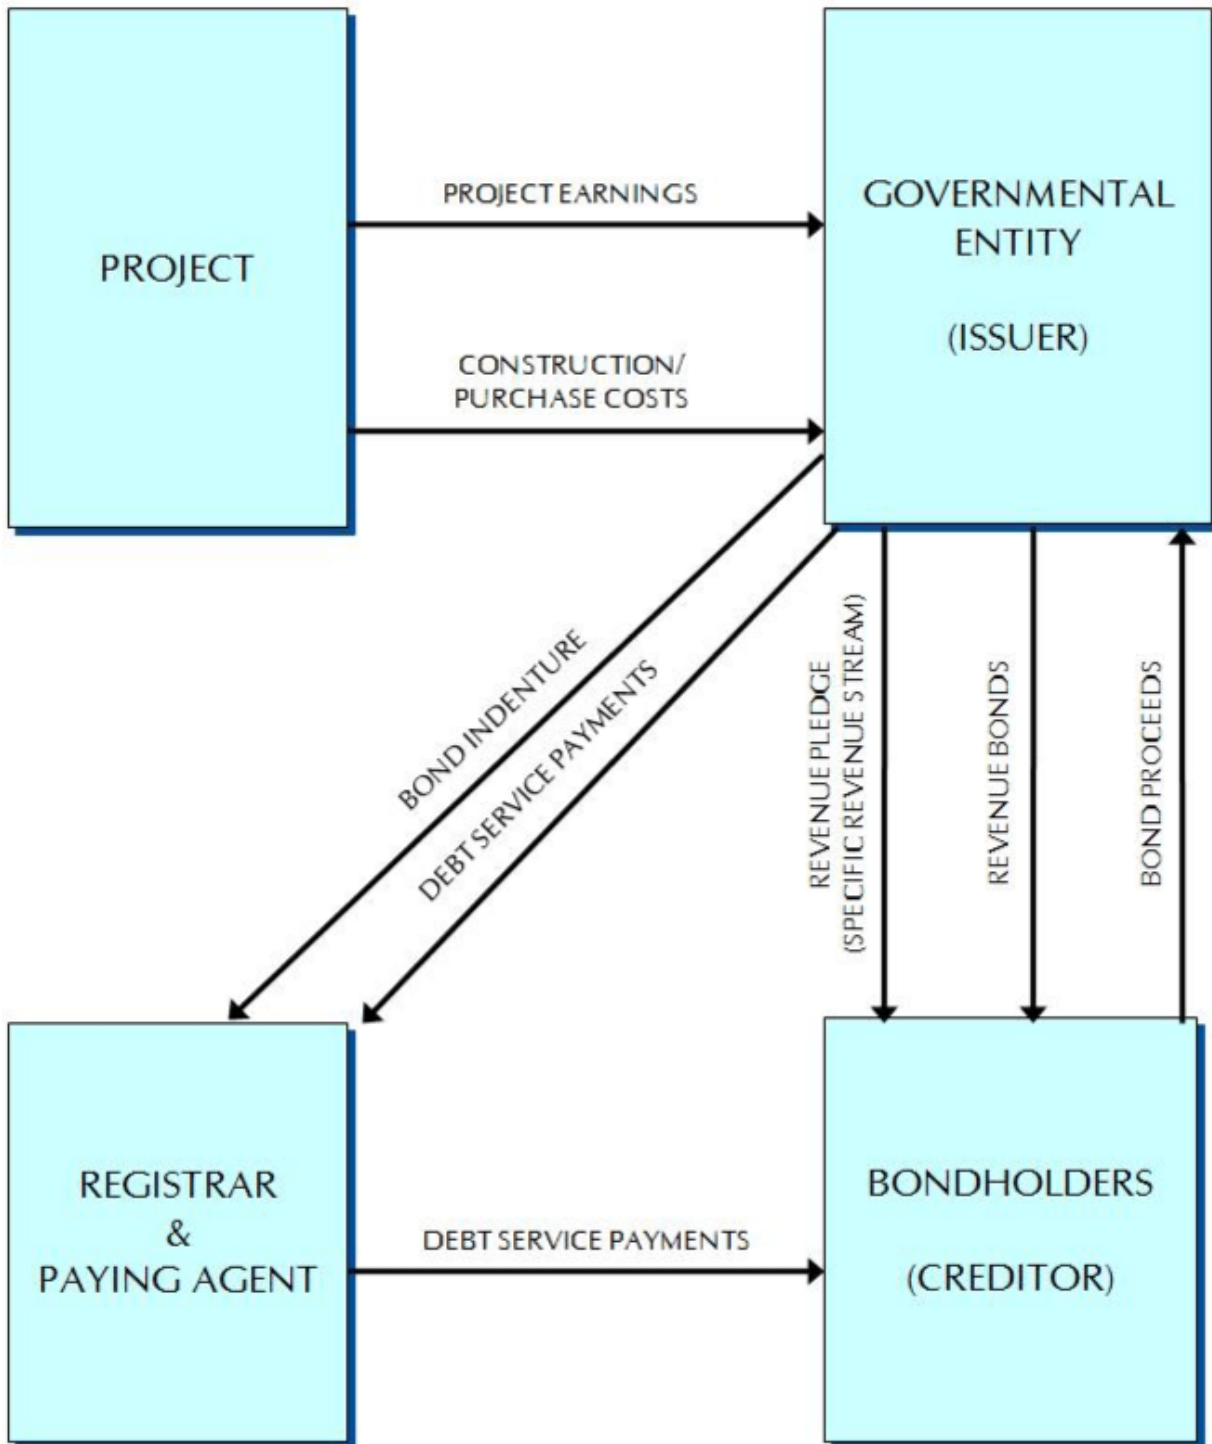 PROJECT
PROJECT EARNINGS
GOVERNMENTAL
ENTITY
(ISSUER)
CONSTRUCTION/
PURCHASE COSTS
BOND INDENTURE
DEBT SERVICE PAYMENTS
REVENUE PLEDGE
(SPECIFIC REVENUE STREAM)
REVENUE BONDS
BOND PROCEEDS
REGISTRAR
&
PAYING AGENT
DEBT SERVICE PAYMENTS
BONDHOLDERS
(CREDITOR)